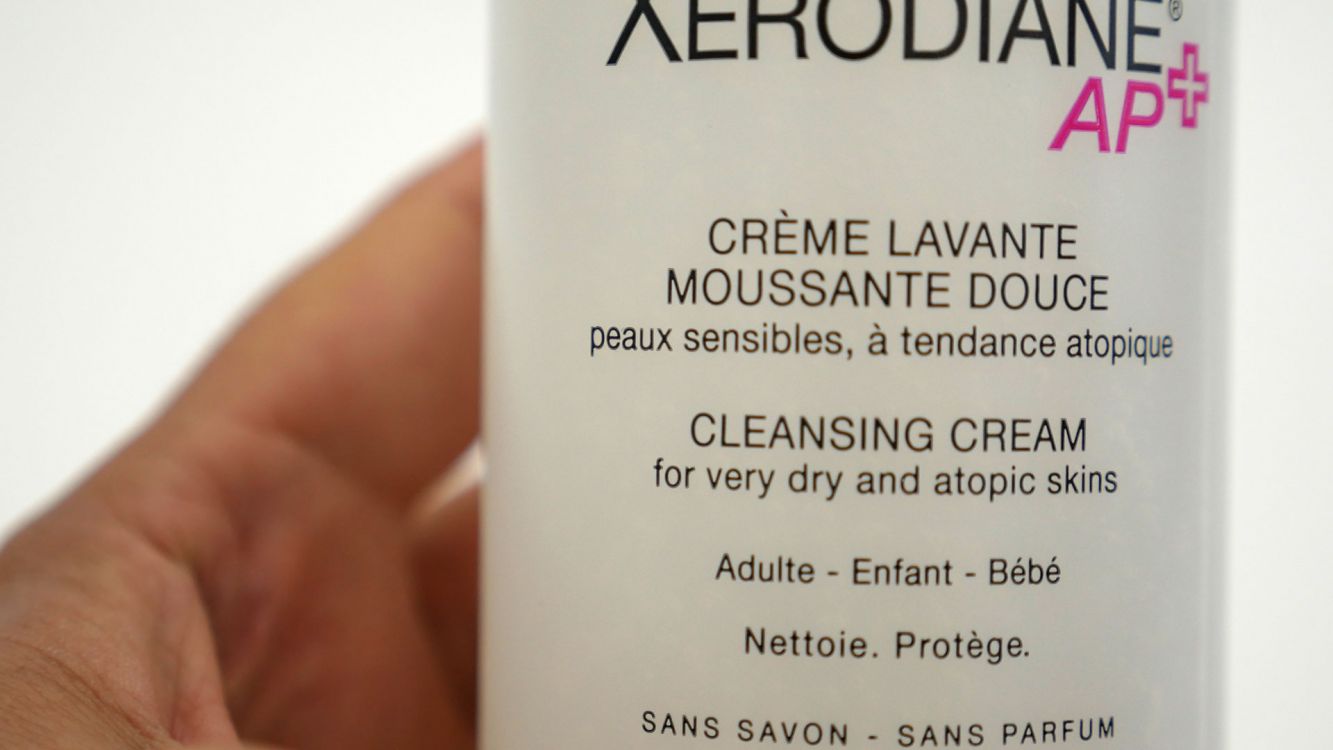 XERODIANE®
AP+
CRÈME LAVANTE
MOUSSANTE DOUCE
peaux sensibles, à tendance atopique
CLEANSING CREAM
for very dry and atopic skins
Adulte - Enfant - Bébé
Nettoie. Protège.
SANS SAVON - SANS PARFUM